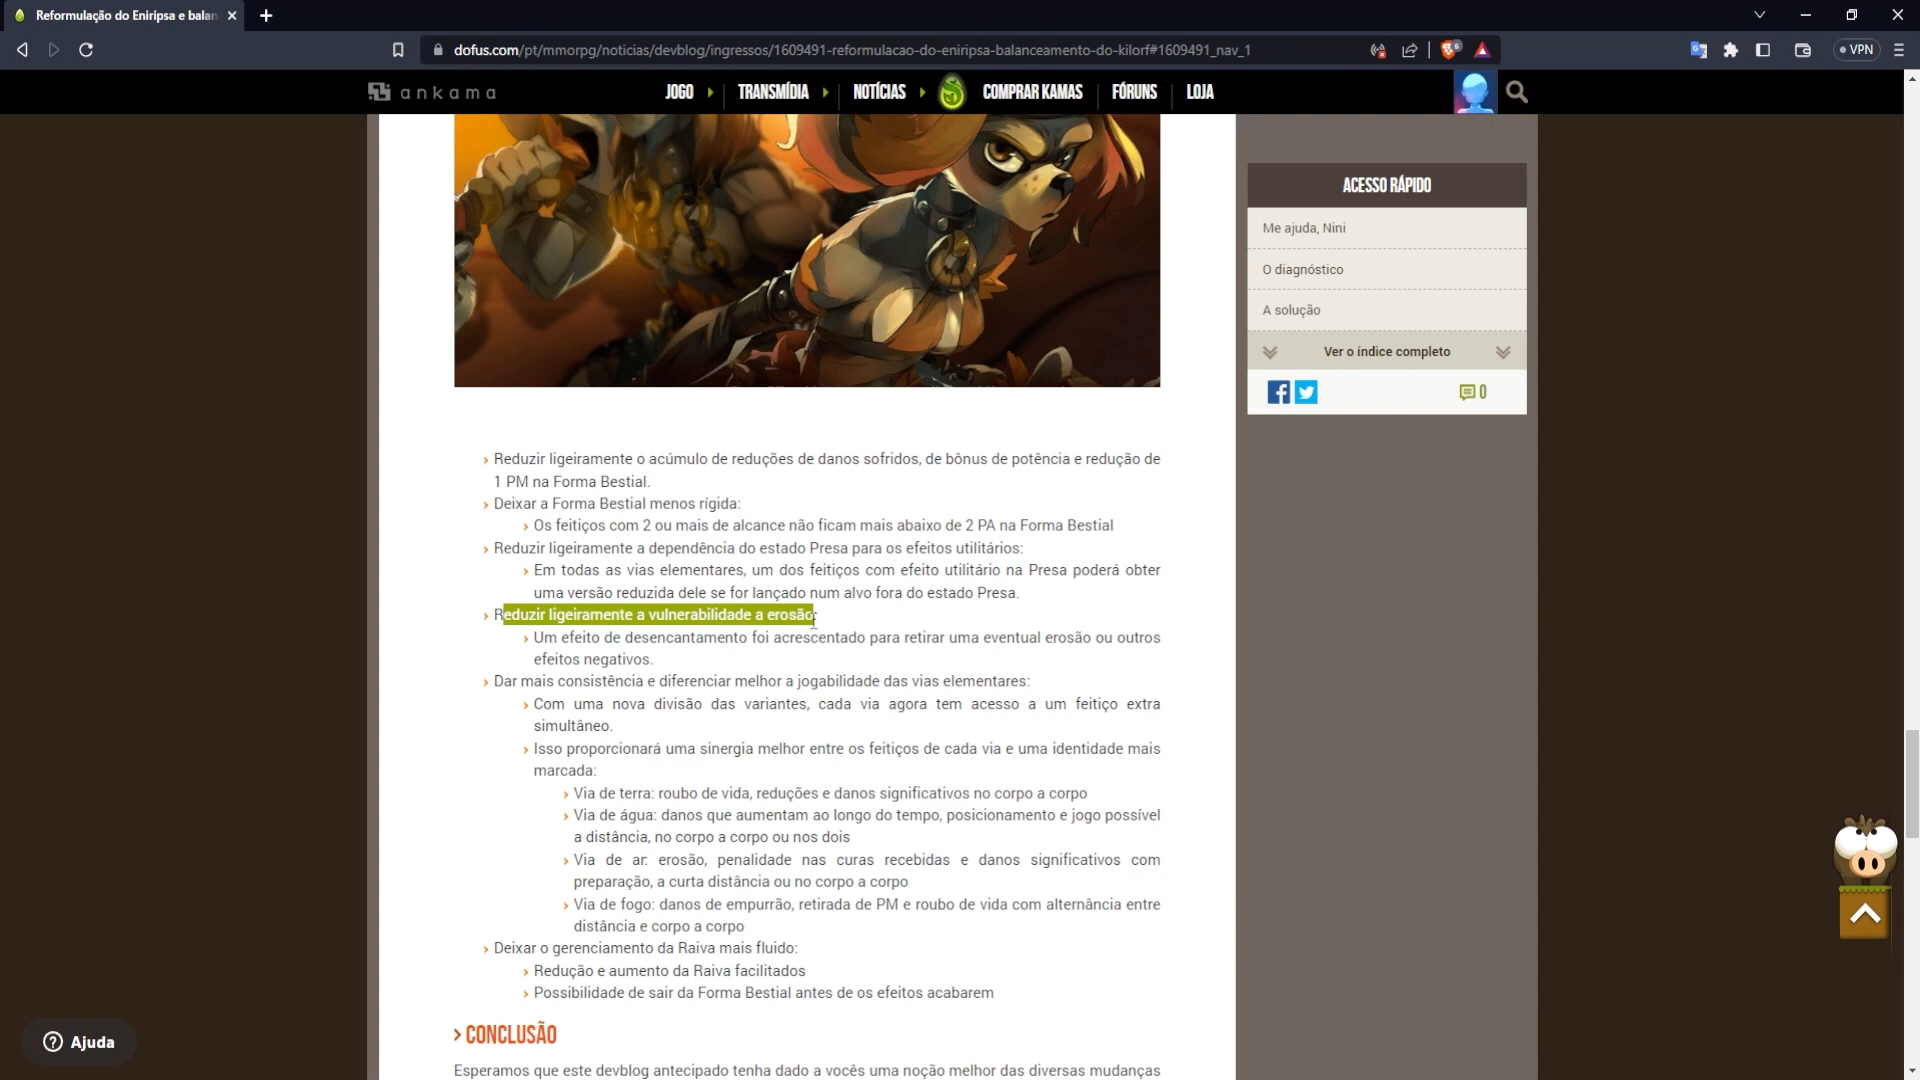 Reformulação do Eniripsa e balan
dofus.com/pt/mmorpg/noticias/devblog/ingressos/1609491-reformulacao-do-eniripsa-balanceamento-do-kilorf#1609491_nav_1
VPN
ankama
JOGO
TRANSMÍDIA
NOTÍCIAS
COMPRAR KAMAS
FÓRUNS
LOJA
ACESSO RÁPIDO
Me ajuda, Nini
O diagnóstico
A solução
Ver o índice completo
0
› Reduzir ligeiramente o acúmulo de reduções de danos sofridos, de bônus de potência e redução de
1 PM na Forma Bestial.
› Deixar a Forma Bestial menos rígida:
› Os feitiços com 2 ou mais de alcance não ficam mais abaixo de 2 PA na Forma Bestial
› Reduzir ligeiramente a dependência do estado Presa para os efeitos utilitários:
› Em todas as vias elementares, um dos feitiços com efeito utilitário na Presa poderá obter
uma versão reduzida dele se for lançado num alvo fora do estado Presa.
› Reduzir ligeiramente a vulnerabilidade a erosão:
› Um efeito de desencantamento foi acrescentado para retirar uma eventual erosão ou outros
efeitos negativos.
› Dar mais consistência e diferenciar melhor a jogabilidade das vias elementares:
› Com uma nova divisão das variantes, cada via agora tem acesso a um feitiço extra
simultâneo.
› Isso proporcionará uma sinergia melhor entre os feitiços de cada via e uma identidade mais
marcada:
› Via de terra: roubo de vida, reduções e danos significativos no corpo a corpo
› Via de água: danos que aumentam ao longo do tempo, posicionamento e jogo possível
a distância, no corpo a corpo ou nos dois
› Via de ar: erosão, penalidade nas curas recebidas e danos significativos com
preparação, a curta distância ou no corpo a corpo
› Via de fogo: danos de empurrão, retirada de PM e roubo de vida com alternância entre
distância e corpo a corpo
› Deixar o gerenciamento da Raiva mais fluido:
› Redução e aumento da Raiva facilitados
› Possibilidade de sair da Forma Bestial antes de os efeitos acabarem
› CONCLUSÃO
Esperamos que este devblog antecipado tenha dado a vocês uma noção melhor das diversas mudanças
Ajuda